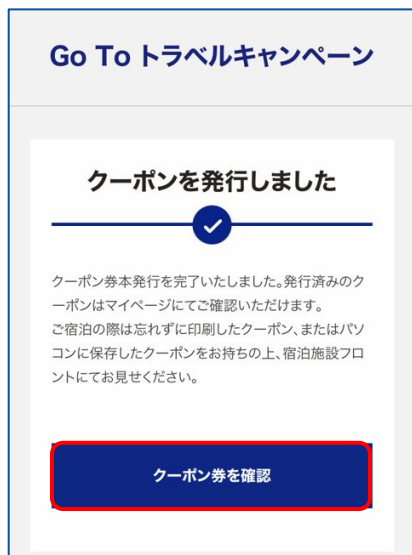 Go To トラベルキャンペーン
クーポンを発行しました
クーポン券本発行を完了いたしました。発行済みのク
ーポンはマイページにてご確認いただけます。
ご宿泊の際は忘れずに印刷したクーポン、またはパソ
コンに保存したクーポンをお持ちの上、宿泊施設フロ
ントにてお見せください。
クーポン券を確認